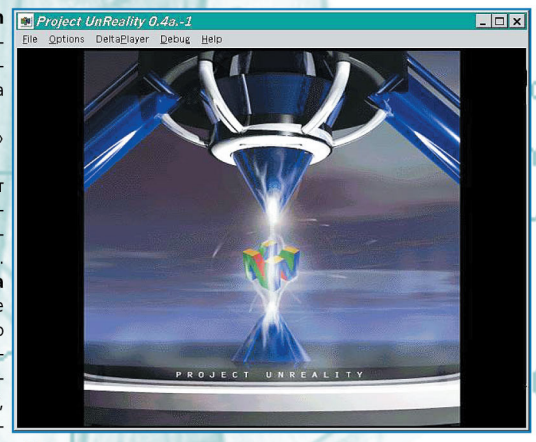 Project UnReality 0.4a.-1
File Options DeltaPlayer Debug Help
PROJECT UNREALITY